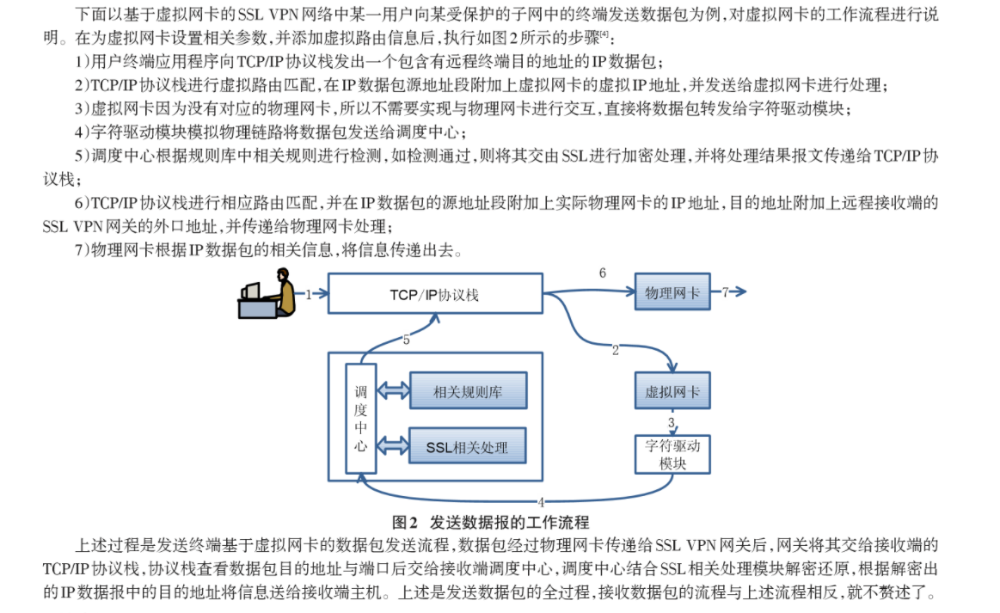 下面以基于虚拟网卡的SSL VPN网络中某一用户向某受保护的子网中的终端发送数据包为例,对虚拟网卡的工作流程进行说
明。在为虚拟网卡设置相关参数,并添加虚拟路由信息后,执行如图2所示的步骤[4]:
1)用户终端应用程序向TCP/IP协议栈发出一个包含有远程终端目的地址的IP数据包;
2)TCP/IP协议栈进行虚拟路由匹配,在IP数据包源地址段附加上虚拟网卡的虚拟IP地址,并发送给虚拟网卡进行处理;
3)虚拟网卡因为没有对应的物理网卡,所以不需要实现与物理网卡进行交互,直接将数据包转发给字符驱动模块;
4)字符驱动模块模拟物理链路将数据包发送给调度中心;
5)调度中心根据规则库中相关规则进行检测,如检测通过,则将其交由SSL进行加密处理,并将处理结果报文传递给TCP/IP协
议栈;
6)TCP/IP协议栈进行相应路由匹配,并在IP数据包的源地址段附加上实际物理网卡的IP地址,目的地址附加上远程接收端的
SSL VPN网关的外口地址,并传递给物理网卡处理;
7)物理网卡根据IP数据包的相关信息,将信息传递出去。
6
1
TCP/IP协议栈
物理网卡
7
5
2
调度中心
相关规则库
虚拟网卡
3
SSL相关处理
字符驱动
模块
4
图2 发送数据报的工作流程
上述过程是发送终端基于虚拟网卡的数据包发送流程,数据包经过物理网卡传递给SSL VPN网关后,网关将其交给接收端的
TCP/IP协议栈,协议栈查看数据包目的地址与端口后交给接收端调度中心,调度中心结合SSL相关处理模块解密还原,根据解密出
的IP数据报中的目的地址将信息送给接收端主机。上述是发送数据包的全过程,接收数据包的流程与上述流程相反,就不赘述了。